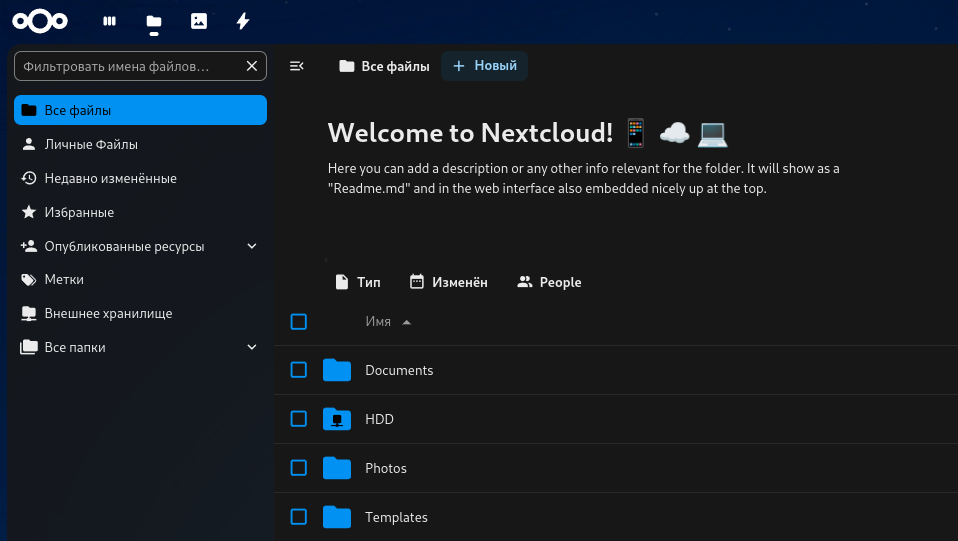 Фильтровать имена файлов…
Все файлы
Личные Файлы
Недавно изменённые
Избранные
Опубликованные ресурсы
Метки
Внешнее хранилище
Все папки
Все файлы
+ Новый
Welcome to Nextcloud! 📱 ☁️ 💻
Here you can add a description or any other info relevant for the folder. It will show as a
"Readme.md" and in the web interface also embedded nicely up at the top.
Тип
Изменён
People
Имя
Documents
HDD
Photos
Templates